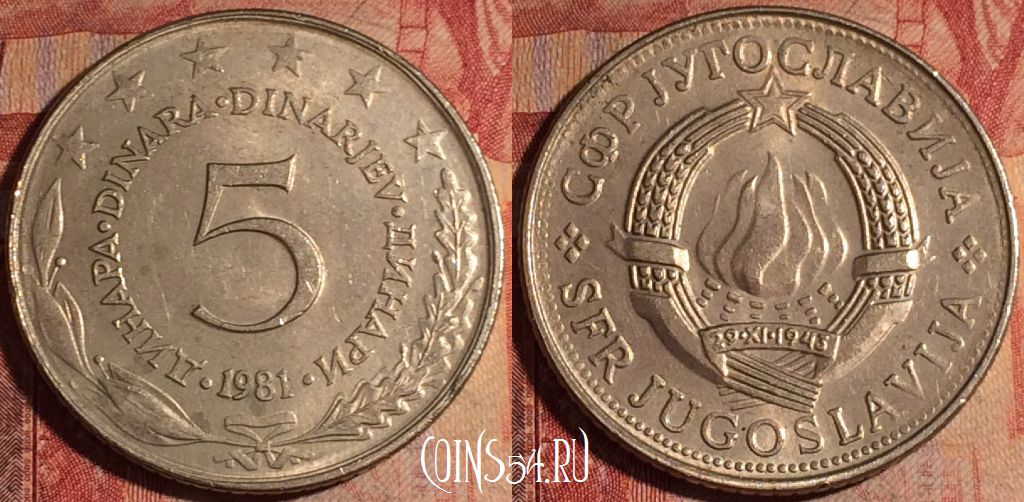 ДИНАРА · DINARA · DINARJEV · ДИНАРИ · 1981 ·
5
СФР ЈУГОСЛАВИЈА
SFR JUGOSLAVIJA
29·XI·1943
COINS54.RU